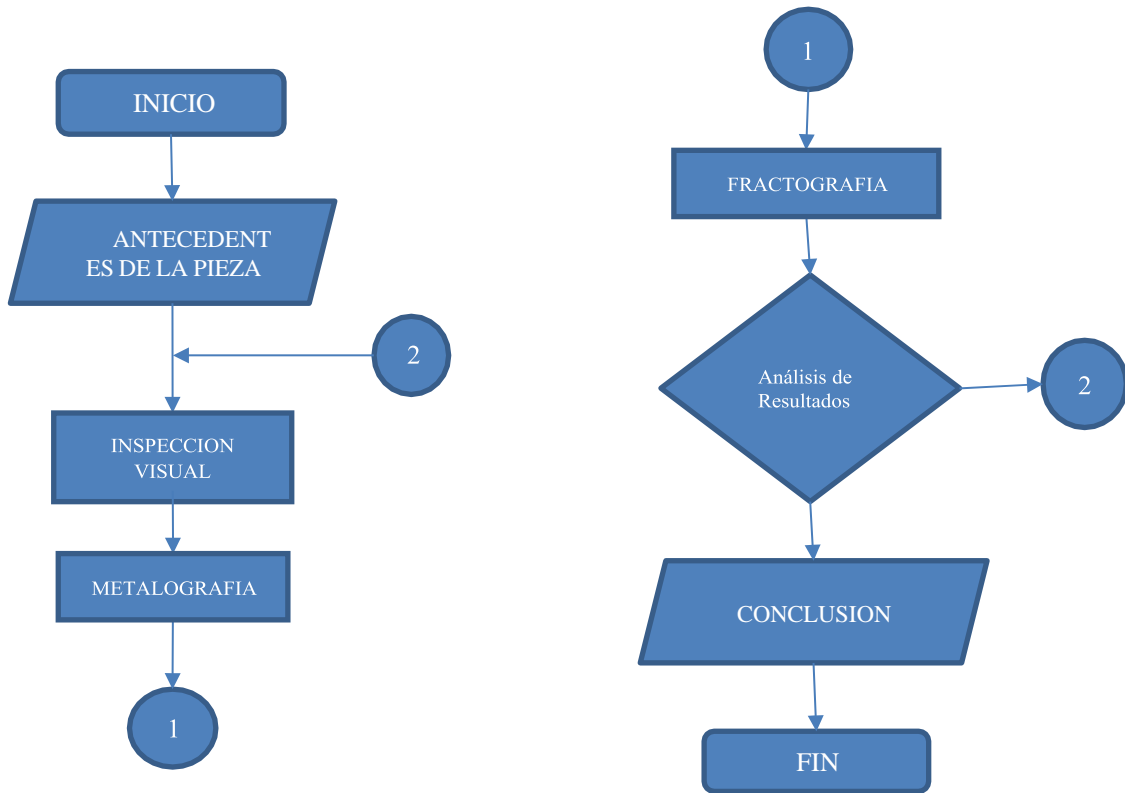 INICIO
ANTECEDENT
ES DE LA PIEZA
2
INSPECCION
VISUAL
METALOGRAFIA
1
1
FRACTOGRAFIA
Análisis de
Resultados
2
CONCLUSION
FIN